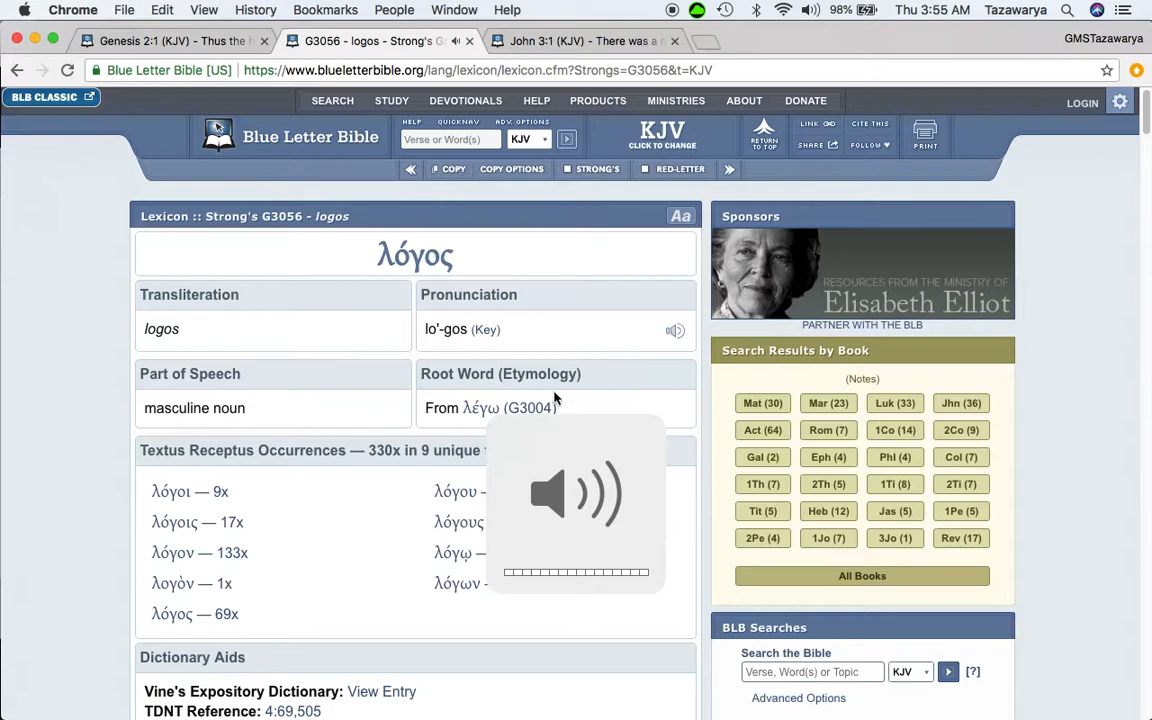 Chrome File Edit View History Bookmarks People Window Help 98% Thu 3:55 AM Tazawarya
Genesis 2:1 (KJV) - Thus the h
G3056 - logos - Strong's G
John 3:1 (KJV) - There was a
GMSTazawarya
Blue Letter Bible [US] https://www.blueletterbible.org/lang/lexicon/lexicon.cfm?Strongs=G3056&t=KJV
BLB CLASSIC
SEARCH STUDY DEVOTIONALS HELP PRODUCTS MINISTRIES ABOUT DONATE LOGIN
HELP QUICKNAV ADV. OPTIONS
Blue Letter Bible
Verse or Word(s) KJV
KJV
CLICK TO CHANGE
RETURN
TO TOP
LINK CITE THIS
SHARE FOLLOW
PRINT
COPY COPY OPTIONS STRONG'S RED-LETTER
Lexicon :: Strong's G3056 - logos Aa
λόγος
Transliteration
logos
Pronunciation
lo'-gos (Key)
Part of Speech
masculine noun
Root Word (Etymology)
From λέγω (G3004)
Textus Receptus Occurrences — 330x in 9 unique
λόγοι — 9x
λόγοις — 17x
λόγον — 133x
λογὸν — 1x
λόγος — 69x
λόγου —
λόγους
λόγῳ —
λόγων —
Dictionary Aids
Vine's Expository Dictionary: View Entry
TDNT Reference: 4:69,505
Sponsors
RESOURCES FROM THE MINISTRY OF
Elisabeth Elliot
PARTNER WITH THE BLB
Search Results by Book
(Notes)
Mat (30) Mar (23) Luk (33) Jhn (36)
Act (64) Rom (7) 1Co (14) 2Co (9)
Gal (2) Eph (4) Phl (4) Col (7)
1Th (7) 2Th (5) 1Ti (8) 2Ti (7)
Tit (5) Heb (12) Jas (5) 1Pe (5)
2Pe (4) 1Jo (7) 3Jo (1) Rev (17)
All Books
BLB Searches
Search the Bible
Verse, Word(s) or Topic KJV [?]
Advanced Options